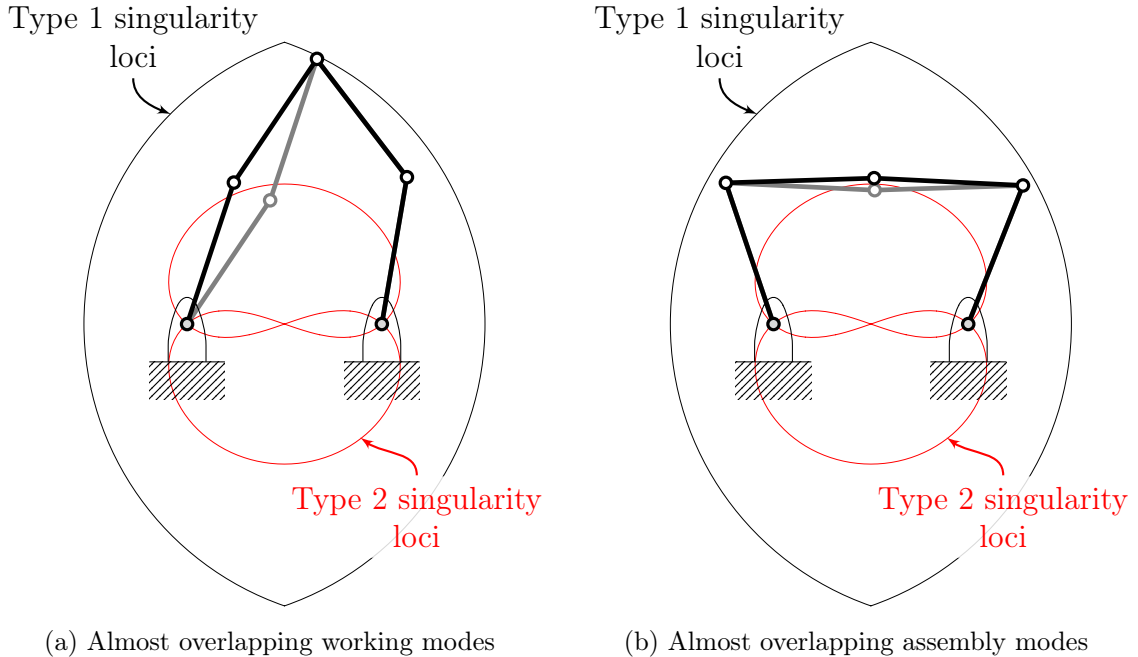 Type 1 singularity
loci
Type 2 singularity
loci
(a) Almost overlapping working modes
Type 1 singularity
loci
Type 2 singularity
loci
(b) Almost overlapping assembly modes